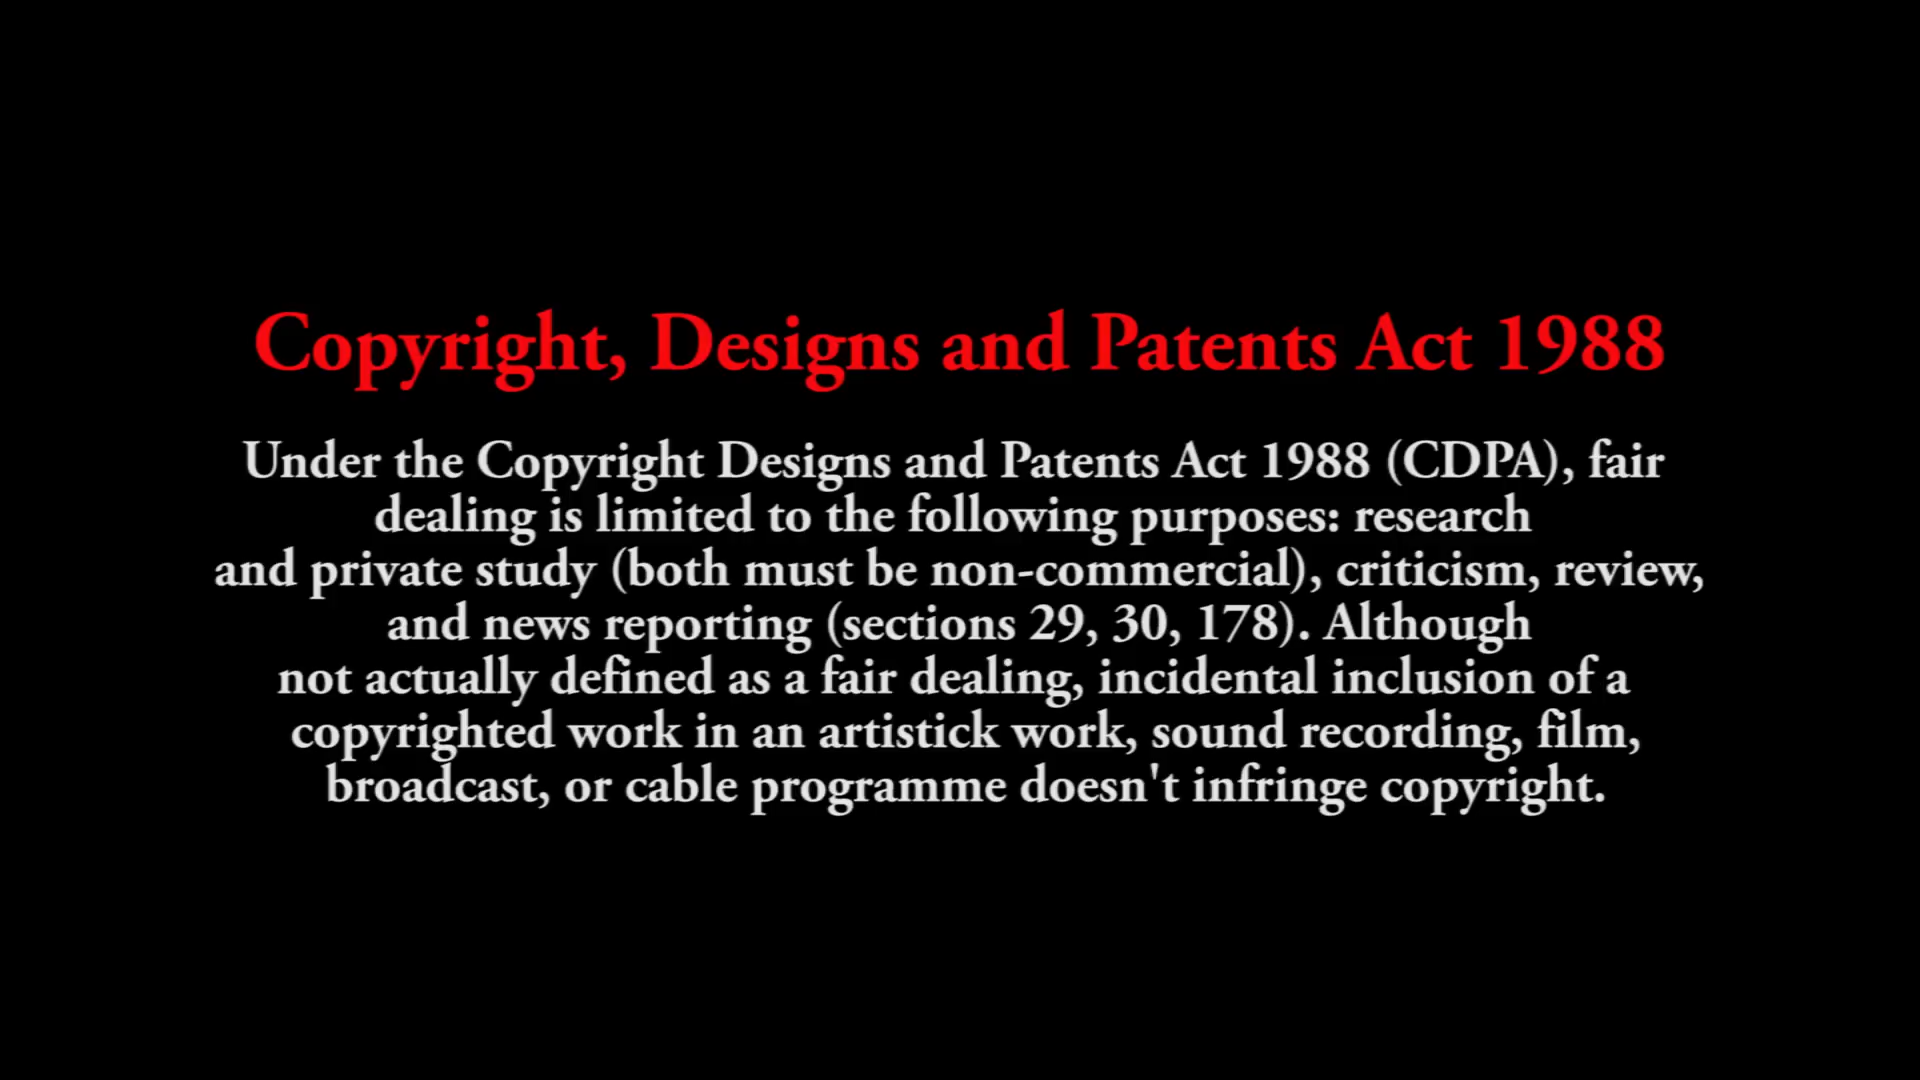 Copyright, Designs and Patents Act 1988
Under the Copyright Designs and Patents Act 1988 (CDPA), fair
dealing is limited to the following purposes: research
and private study (both must be non-commercial), criticism, review,
and news reporting (sections 29, 30, 178). Although
not actually defined as a fair dealing, incidental inclusion of a
copyrighted work in an artistick work, sound recording, film,
broadcast, or cable programme doesn't infringe copyright.